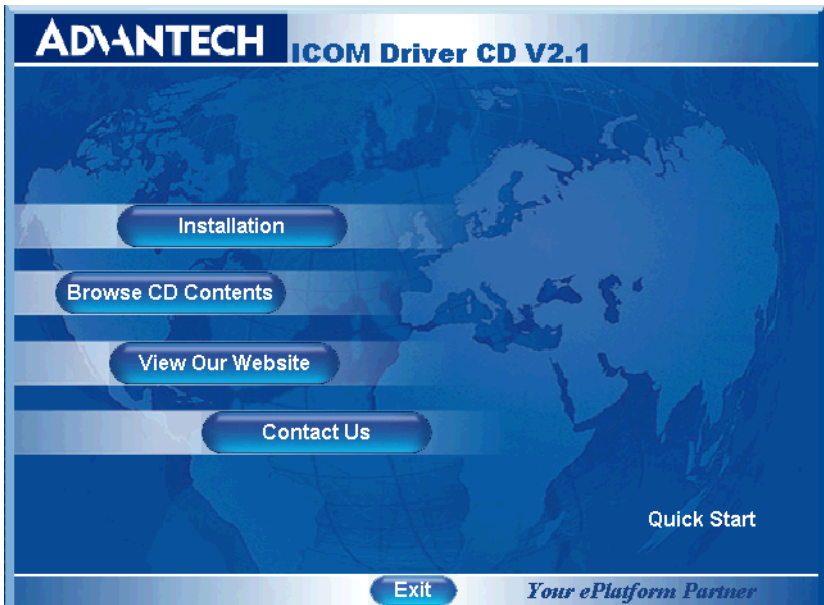 ADVANTECH
ICOM Driver CD V2.1
Installation
Browse CD Contents
View Our Website
Contact Us
Quick Start
Exit
Your ePlatform Partner